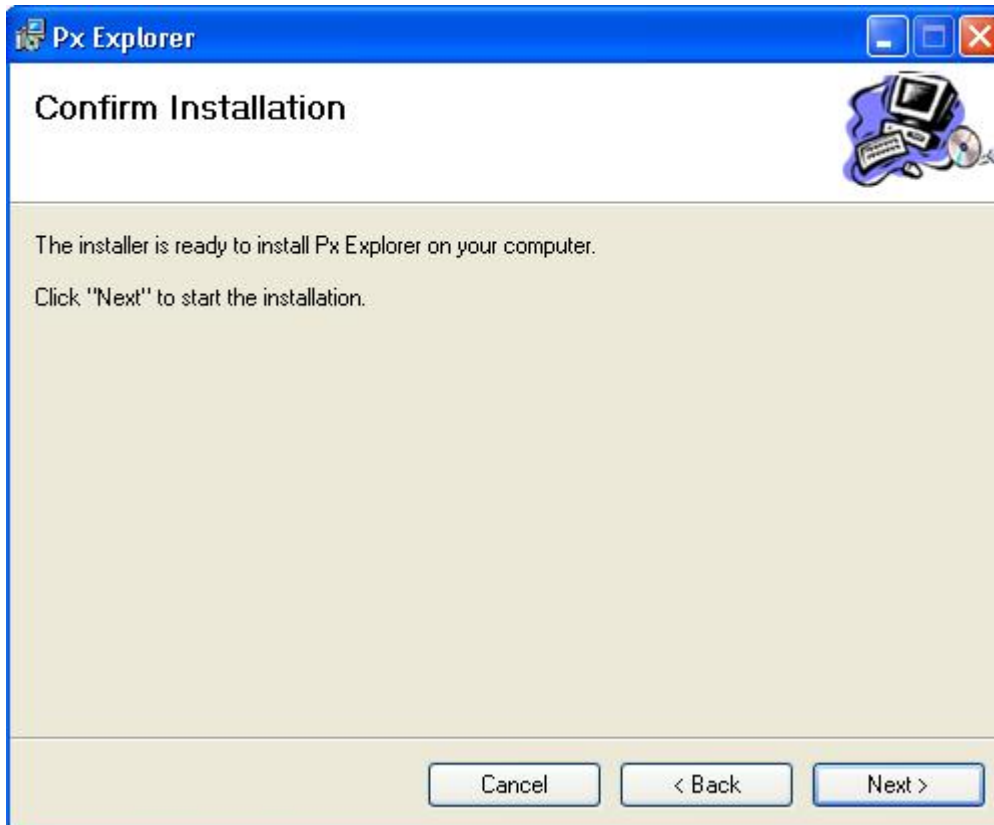 Px Explorer
Confirm Installation
The installer is ready to install Px Explorer on your computer.
Click "Next" to start the installation.
Cancel
< Back
Next >